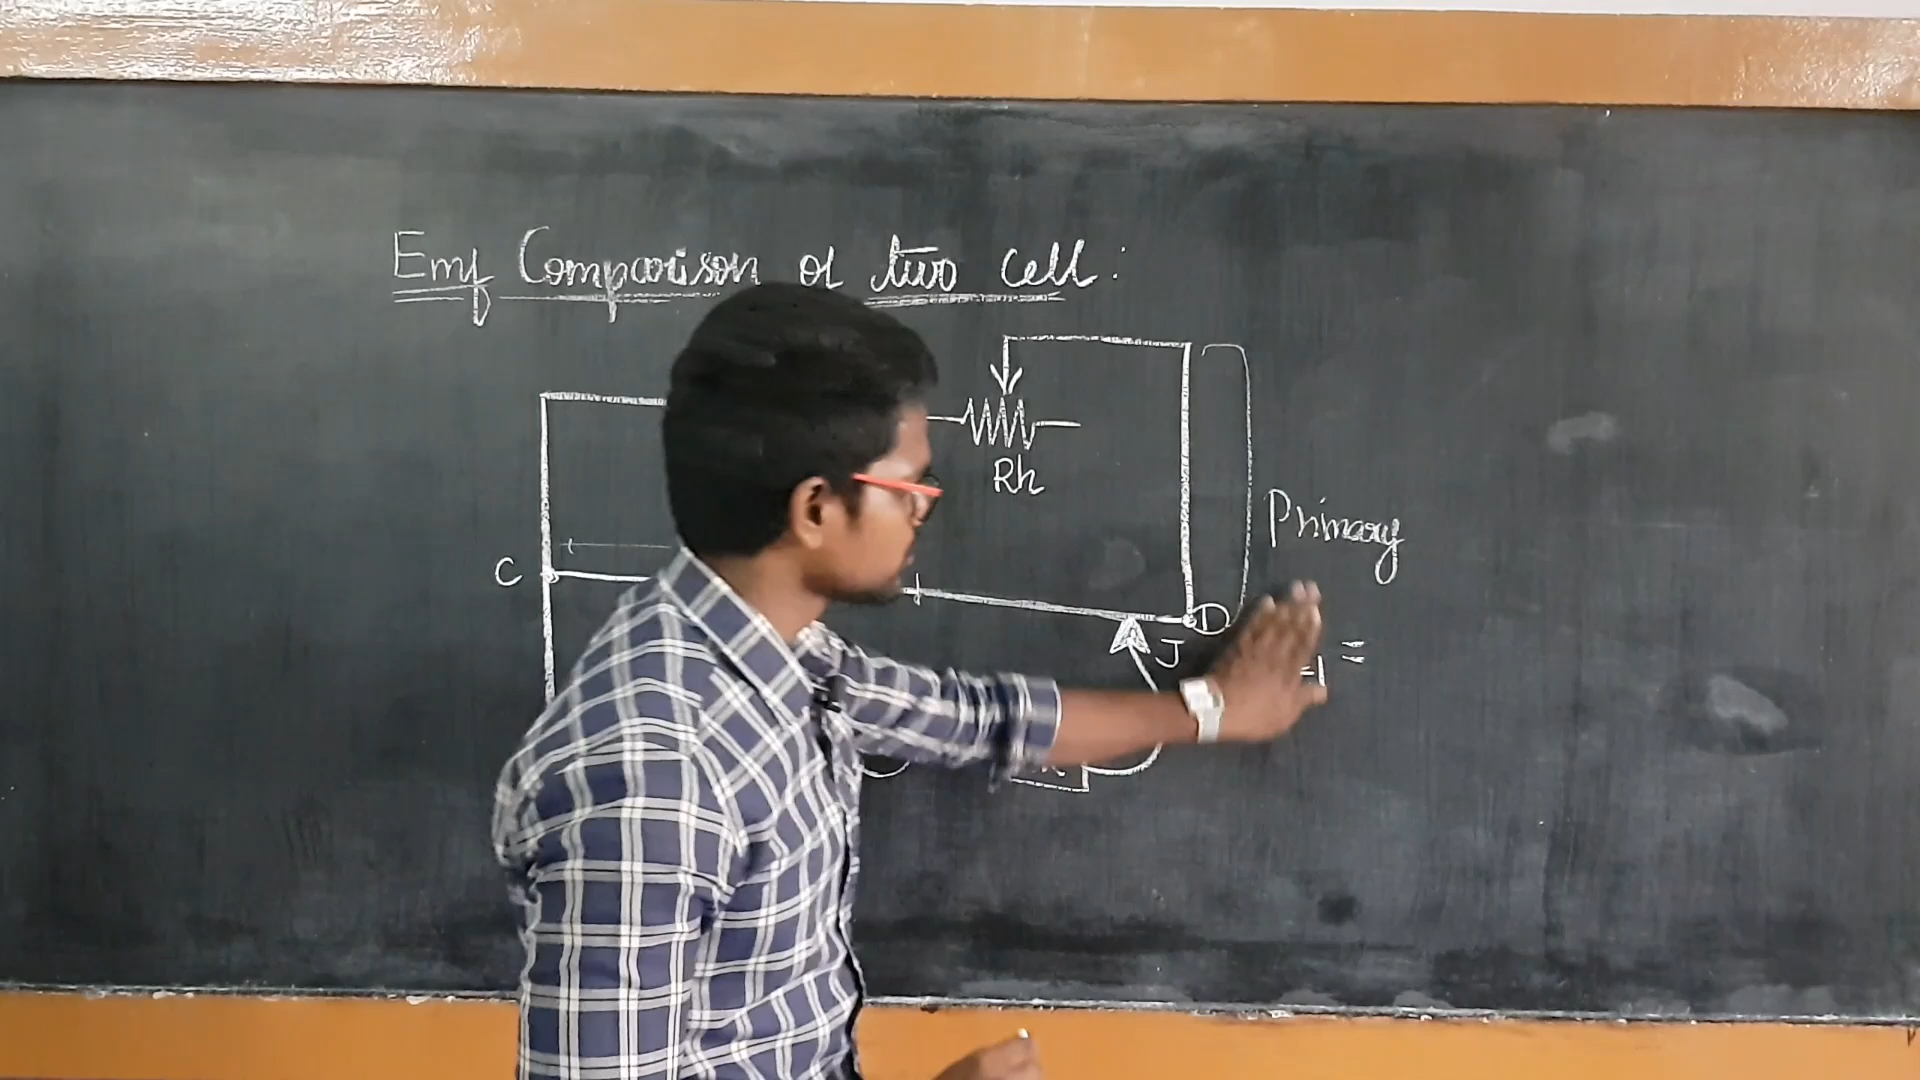 Emf Comparison of two cell:
Rh
Primary
C
D
J
=